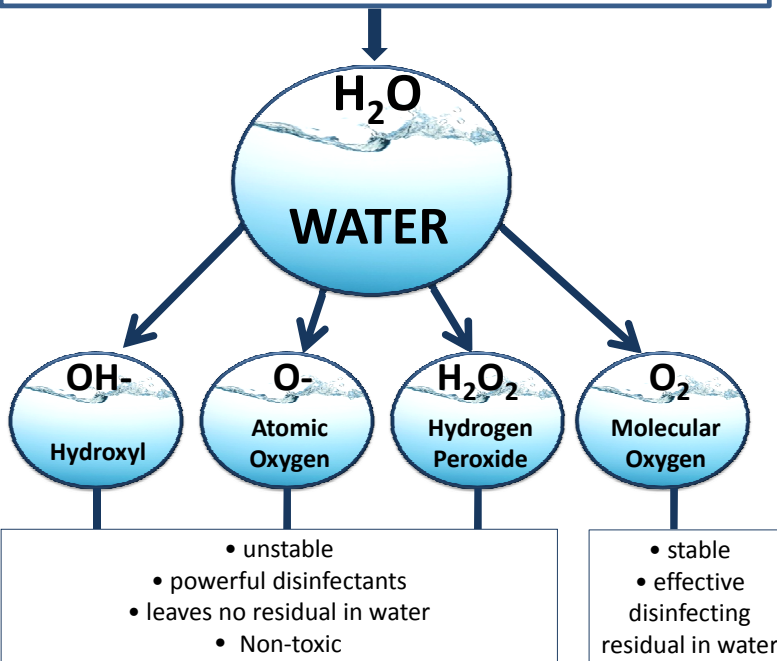 H₂O
WATER
OH-
Hydroxyl
O-
Atomic
Oxygen
H₂O₂
Hydrogen
Peroxide
O₂
Molecular
Oxygen
• unstable
• powerful disinfectants
• leaves no residual in water
• Non-toxic
• stable
• effective
disinfecting
residual in water